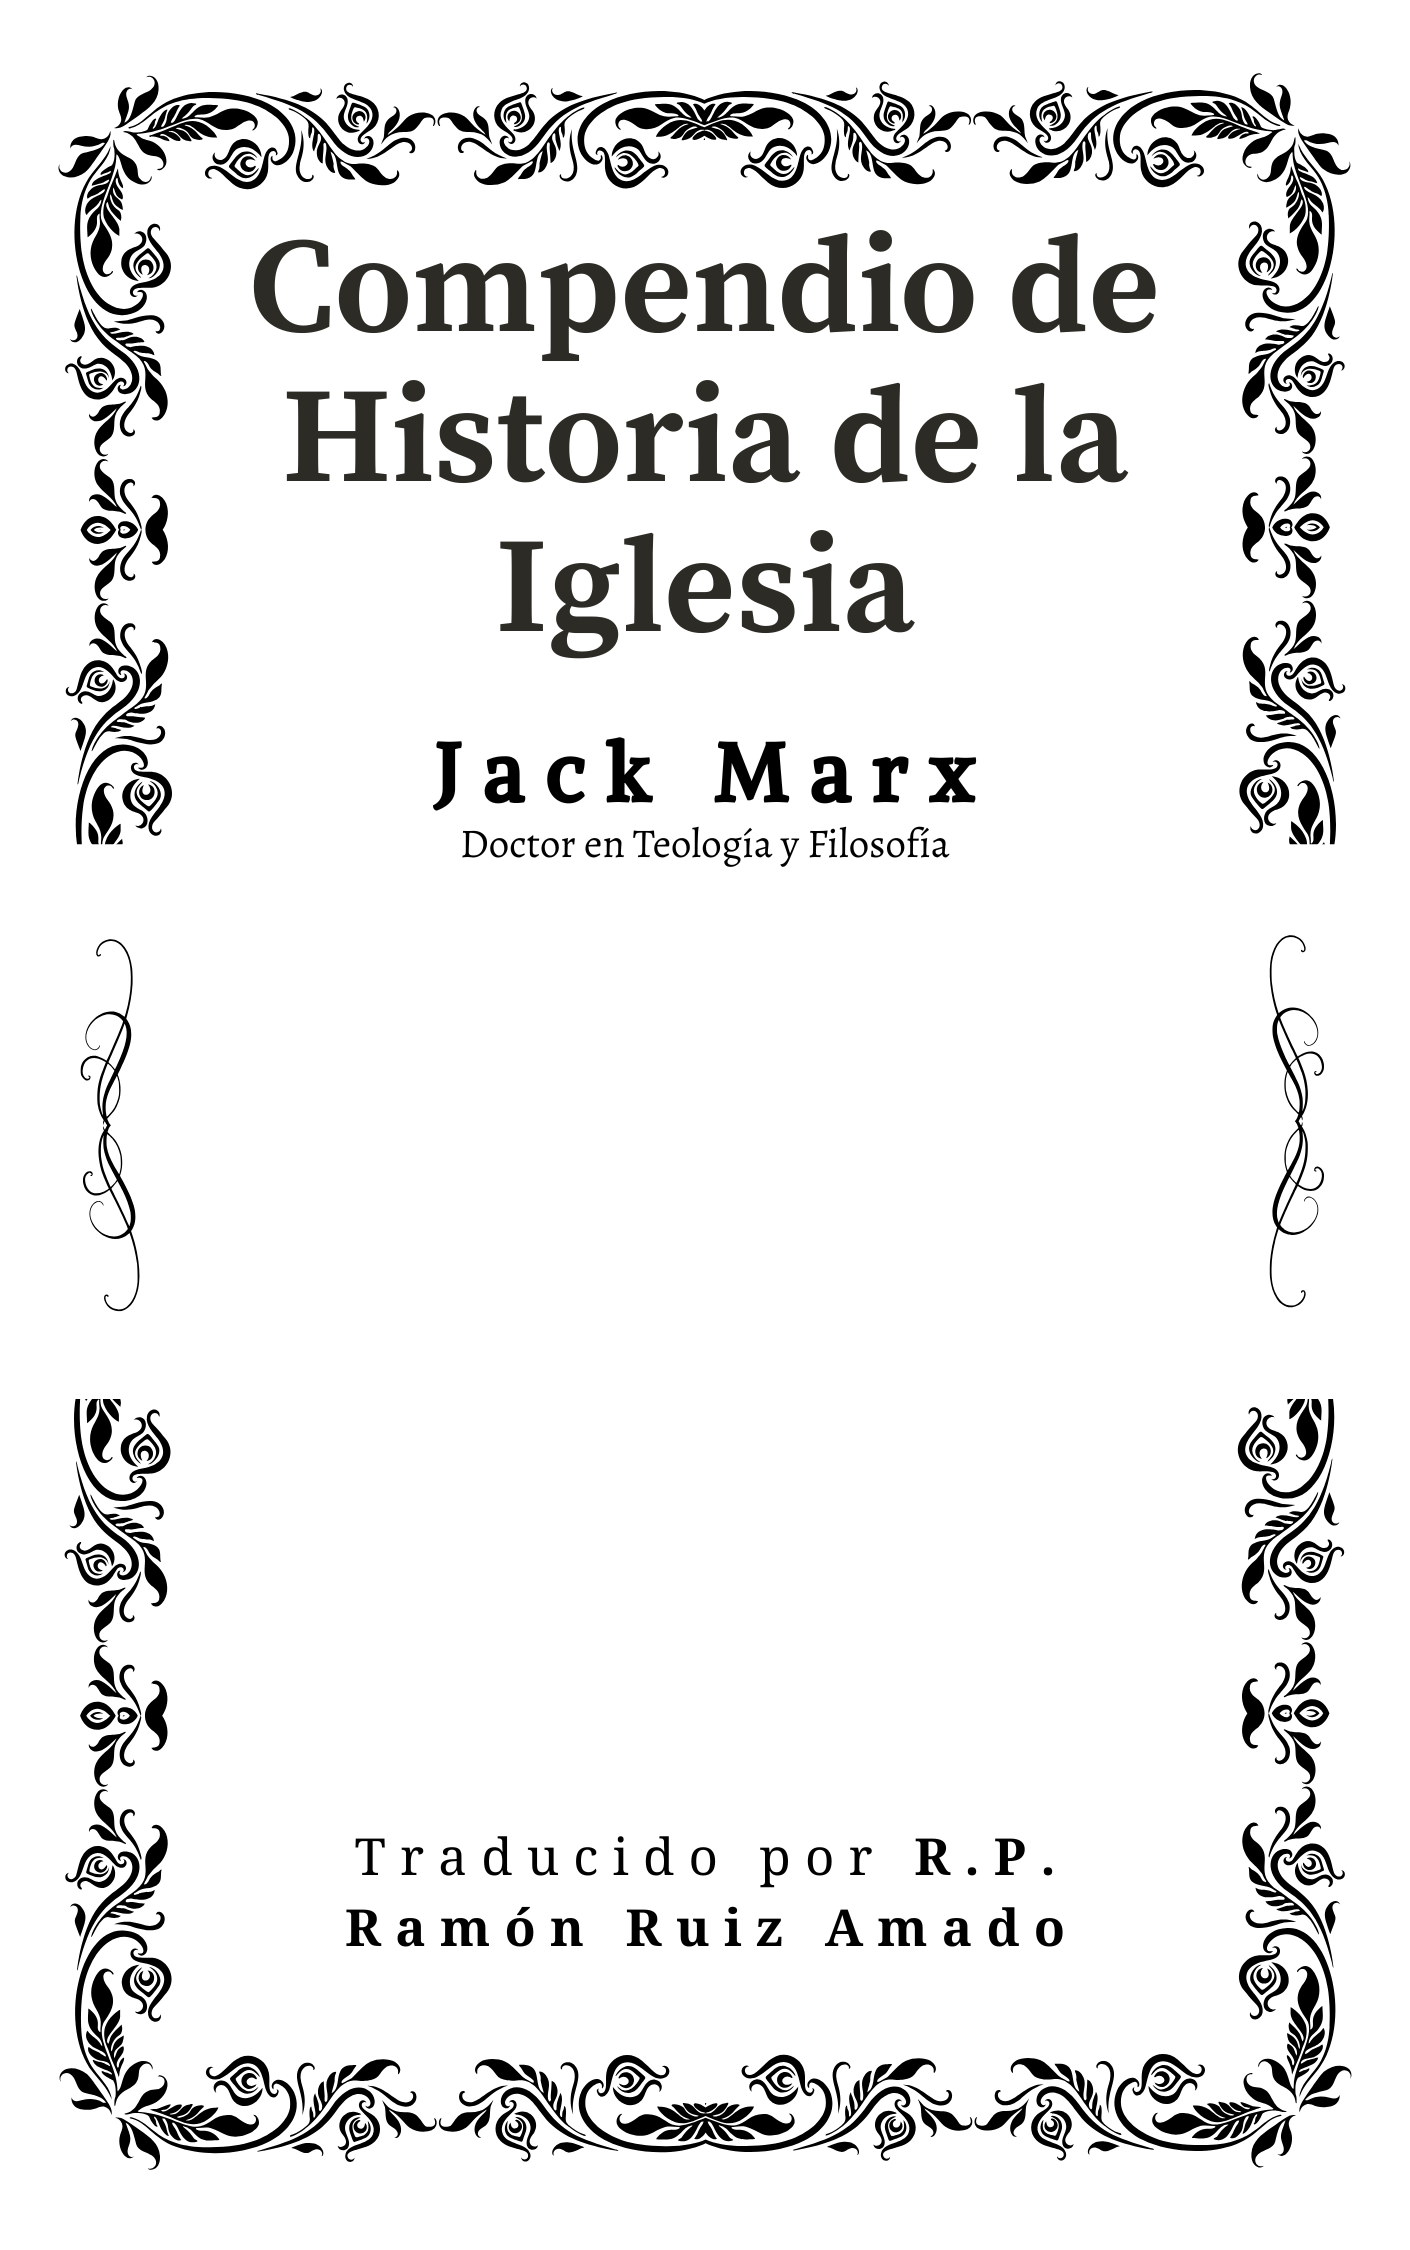 Compendio de
Historia de la
Iglesia
Jack Marx
Doctor en Teología y Filosofía
Traducido por R.P.
Ramón Ruiz Amado